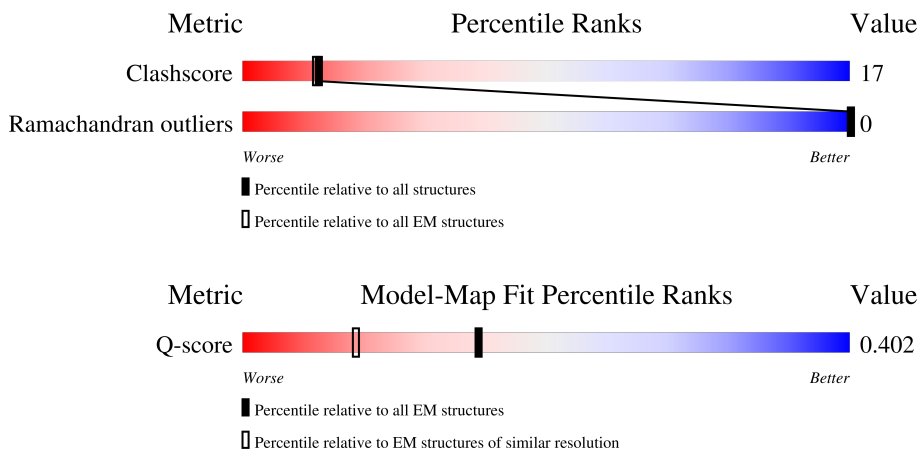 Metric Percentile Ranks Value
Clashscore 17
Ramachandran outliers 0
Worse Better
Percentile relative to all structures
Percentile relative to all EM structures
Metric Model-Map Fit Percentile Ranks Value
Q-score 0.402
Worse Better
Percentile relative to all EM structures
Percentile relative to EM structures of similar resolution